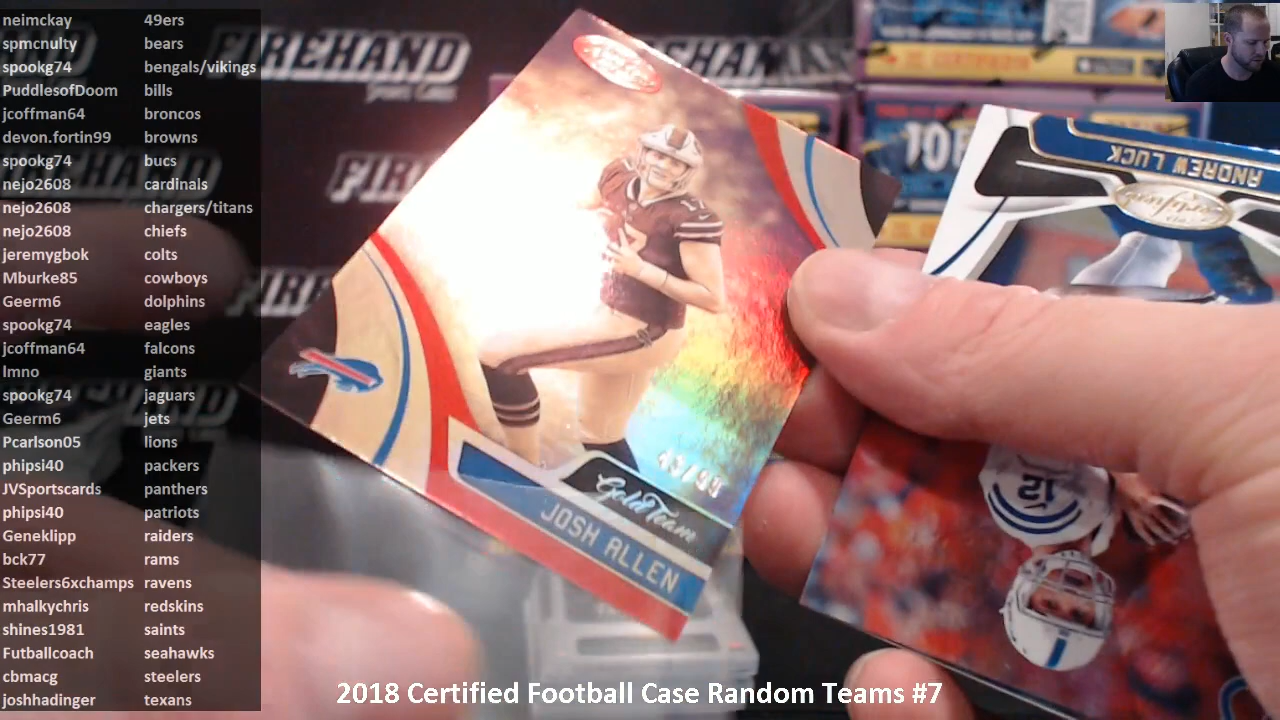 neimckay 49ers
spmcnulty bears
spookg74 bengals/vikings
PuddlesofDoom bills
jcoffman64 broncos
devon.fortin99 browns
spookg74 bucs
nejo2608 cardinals
nejo2608 chargers/titans
nejo2608 chiefs
jeremygbok colts
Mburke85 cowboys
Geerm6 dolphins
spookg74 eagles
jcoffman64 falcons
lmno giants
spookg74 jaguars
Geerm6 jets
Pcarlson05 lions
phipsi40 packers
JVSportscards panthers
phipsi40 patriots
Geneklipp raiders
bck77 rams
Steelers6xchamps ravens
mhalkychris redskins
shines1981 saints
Futballcoach seahawks
cbmacg steelers
joshhadinger texans
FIREHAND
Gold Team
JOSH ALLEN
17
ANDREW LUCK
12
2018 Certified Football Case Random Teams #7